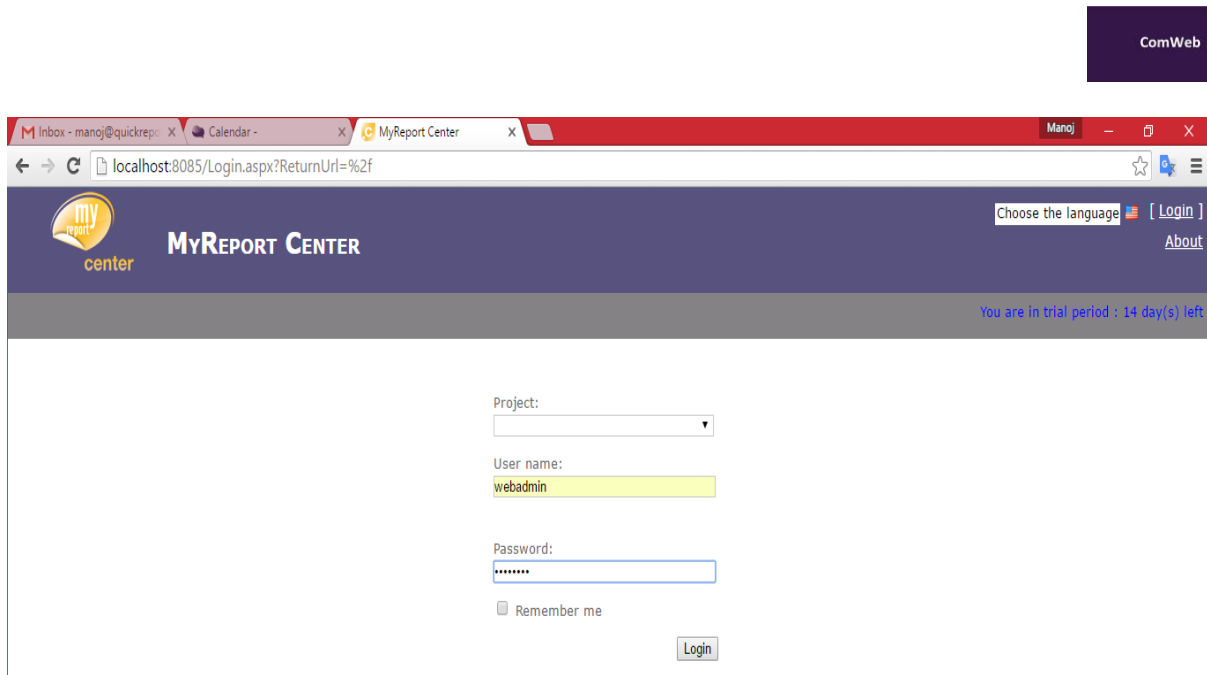 ComWeb
Inbox - manoj@quickrepo
Calendar -
MyReport Center
Manoj
localhost:8085/Login.aspx?ReturnUrl=%2f
my
report
center
MYREPORT CENTER
Choose the language
[ Login ]
About
You are in trial period : 14 day(s) left
Project:
User name:
webadmin
Password:
••••••••
Remember me
Login